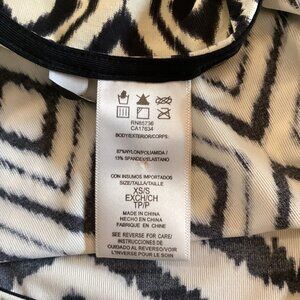 RN85736
CA17634
BODY/EXTERIOR/CORPS:
87%NYLON/POLIAMIDA /
13% SPANDEX/ELASTANO
CON INSUMOS IMPORTADOS
SIZE/TALLA/TAILLE
XS/S
EXCH/CH
TP/P
MADE IN CHINA
HECHO EN CHINA
FABRIQUE EN CHINE
SEE REVERSE FOR CARE/
INSTRUCCIONES DE
CUIDADO AL REVERSO/VOIR
L'INVERSE POUR LE SOIN